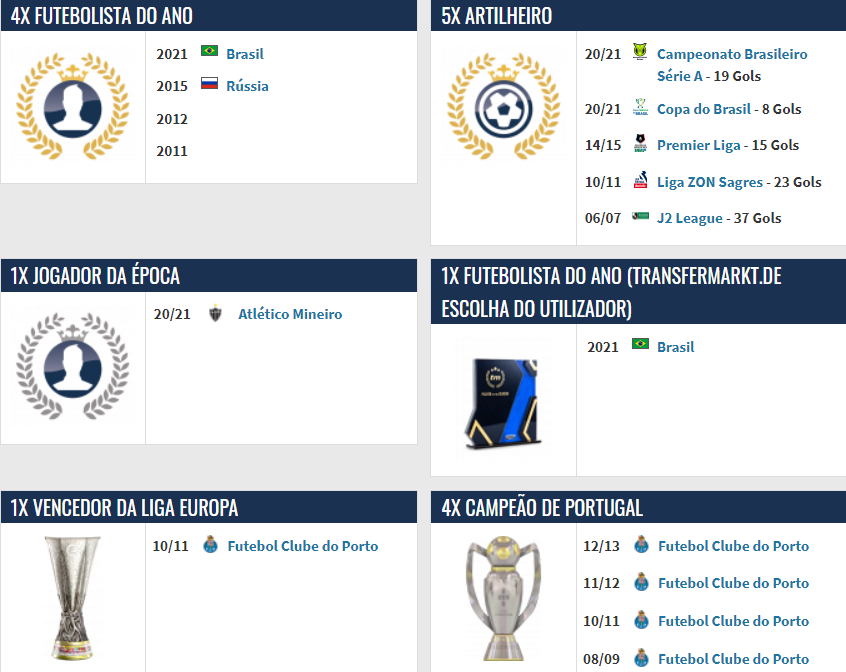 4X FUTEBOLISTA DO ANO
2021 Brasil
2015 Rússia
2012
2011
5X ARTILHEIRO
20/21 Campeonato Brasileiro
Série A - 19 Gols
20/21 Copa do Brasil - 8 Gols
14/15 Premier Liga - 15 Gols
10/11 Liga ZON Sagres - 23 Gols
06/07 J2 League - 37 Gols
1X JOGADOR DA ÉPOCA
20/21 Atlético Mineiro
1X FUTEBOLISTA DO ANO (TRANSFERMARKT.DE
ESCOLHA DO UTILIZADOR)
2021 Brasil
1X VENCEDOR DA LIGA EUROPA
10/11 Futebol Clube do Porto
4X CAMPEÃO DE PORTUGAL
12/13 Futebol Clube do Porto
11/12 Futebol Clube do Porto
10/11 Futebol Clube do Porto
08/09 Futebol Clube do Porto